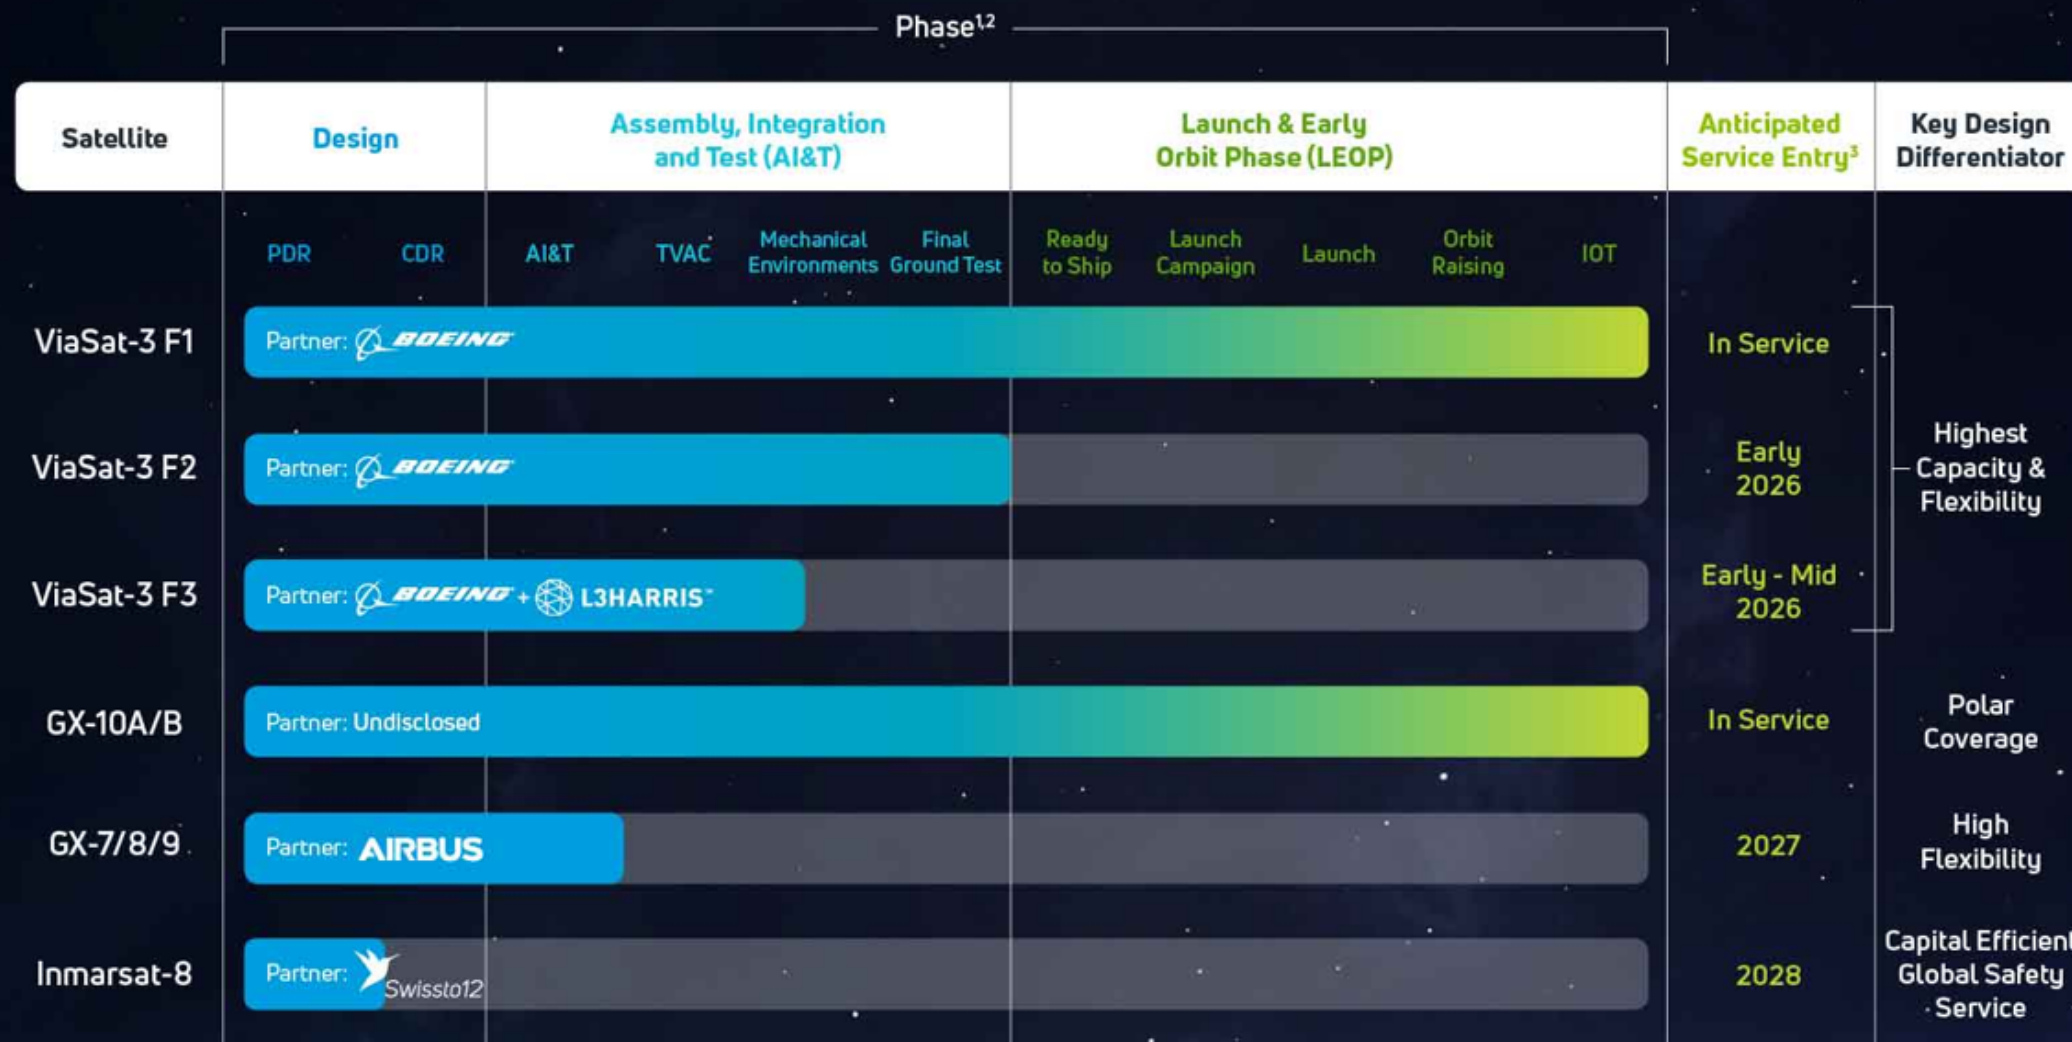 Phase1,2
Satellite
Design
Assembly, Integration
and Test (AI&T)
Launch & Early
Orbit Phase (LEOP)
Anticipated
Service Entry3
Key Design
Differentiator
PDR
CDR
AI&T
TVAC
Mechanical
Environments
Final
Ground Test
Ready
to Ship
Launch
Campaign
Launch
Orbit
Raising
IOT
ViaSat-3 F1
Partner: BOEING
In Service
ViaSat-3 F2
Partner: BOEING
Early
2026
Highest
Capacity &
Flexibility
ViaSat-3 F3
Partner: BOEING + L3HARRIS™
Early - Mid
2026
GX-10A/B
Partner: Undisclosed
In Service
Polar
Coverage
GX-7/8/9
Partner: AIRBUS
2027
High
Flexibility
Inmarsat-8
Partner: Swissto12
2028
Capital Efficient
Global Safety
Service